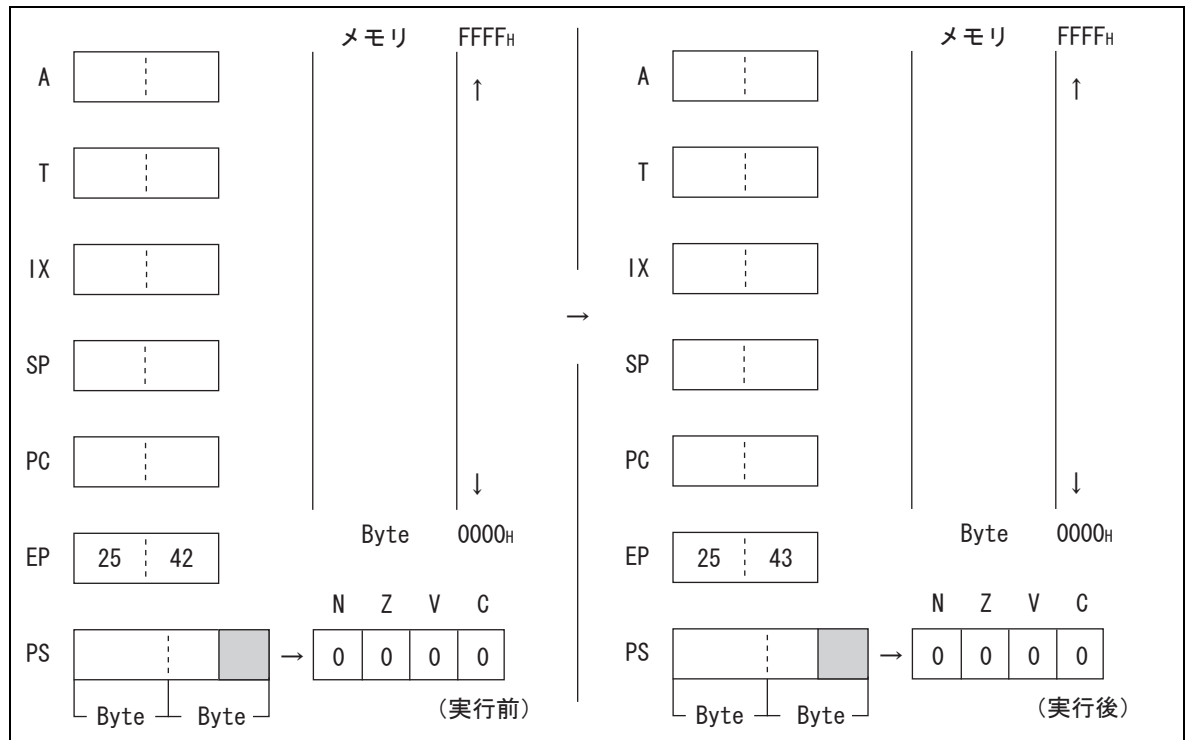 メモリ FFFFH
A
↑
T
IX
SP
PC
↓
Byte 0000H
EP 25 42
N Z V C
PS → 0 0 0 0
Byte Byte
(実行前)
→
メモリ FFFFH
A
↑
T
IX
SP
PC
↓
Byte 0000H
EP 25 43
N Z V C
PS → 0 0 0 0
Byte Byte
(実行後)